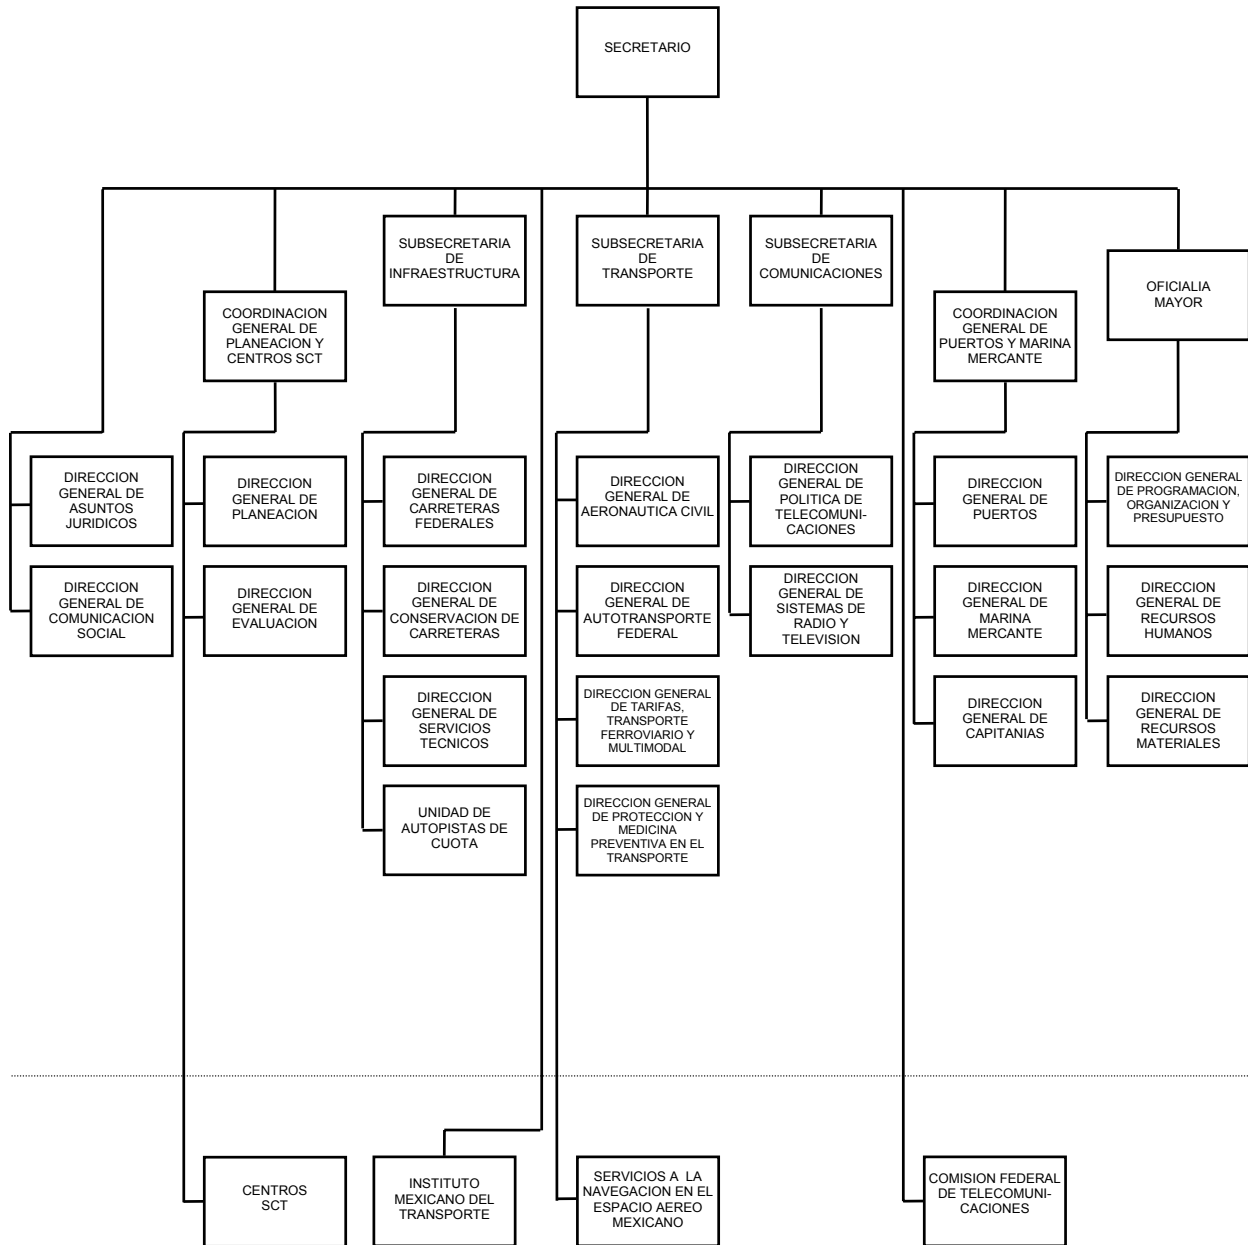 SECRETARIO
SUBSECRETARIA
DE
INFRAESTRUCTURA
SUBSECRETARIA
DE
TRANSPORTE
SUBSECRETARIA
DE
COMUNICACIONES
OFICIALIA
MAYOR
COORDINACION
GENERAL DE
PLANEACION Y
CENTROS SCT
COORDINACION
GENERAL DE
PUERTOS Y MARINA
MERCANTE
DIRECCION
GENERAL DE
ASUNTOS
JURIDICOS
DIRECCION
GENERAL DE
PLANEACION
DIRECCION
GENERAL DE
CARRETERAS
FEDERALES
DIRECCION
GENERAL DE
AERONAUTICA CIVIL
DIRECCION
GENERAL DE
POLITICA DE
TELECOMUNI-
CACIONES
DIRECCION
GENERAL DE
PUERTOS
DIRECCION GENERAL
DE PROGRAMACION,
ORGANIZACION Y
PRESUPUESTO
DIRECCION
GENERAL DE
COMUNICACION
SOCIAL
DIRECCION
GENERAL DE
EVALUACION
DIRECCION
GENERAL DE
CONSERVACION DE
CARRETERAS
DIRECCION
GENERAL DE
AUTOTRANSPORTE
FEDERAL
DIRECCION
GENERAL DE
SISTEMAS DE
RADIO Y
TELEVISION
DIRECCION
GENERAL DE
MARINA
MERCANTE
DIRECCION
GENERAL DE
RECURSOS
HUMANOS
DIRECCION
GENERAL DE
SERVICIOS
TECNICOS
DIRECCION GENERAL
DE TARIFAS,
TRANSPORTE
FERROVIARIO Y
MULTIMODAL
DIRECCION
GENERAL DE
CAPITANIAS
DIRECCION
GENERAL DE
RECURSOS
MATERIALES
UNIDAD DE
AUTOPISTAS DE
CUOTA
DIRECCION GENERAL
DE PROTECCION Y
MEDICINA
PREVENTIVA EN EL
TRANSPORTE
CENTROS
SCT
INSTITUTO
MEXICANO DEL
TRANSPORTE
SERVICIOS A LA
NAVEGACION EN EL
ESPACIO AEREO
MEXICANO
COMISION FEDERAL
DE TELECOMUNI-
CACIONES